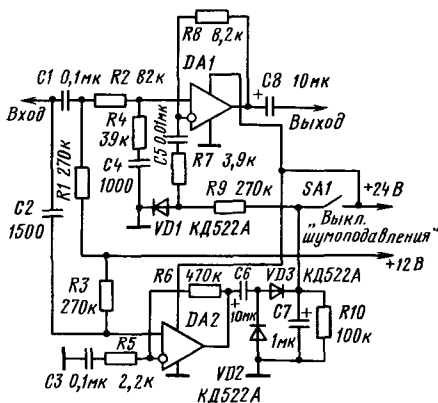 R8 8,2к
DA1
C1 0,1мк R2 82к
C8 10мк
+
Вход
Выход
R4
39к
C5 0,01мк
C4
1000
R7 3,9к
R1 270к
R9 270к
SA1
+24 В
VD1 КД522А
„Выкл.
шумоподавления"
C2
1500
+12 В
R3
270к
R6
470к
C6
+
10мк
VD3
КД522А
DA2
C7
+
1мк
R10
100к
R5
C3 0,1мк 2,2к
VD2
КД522А